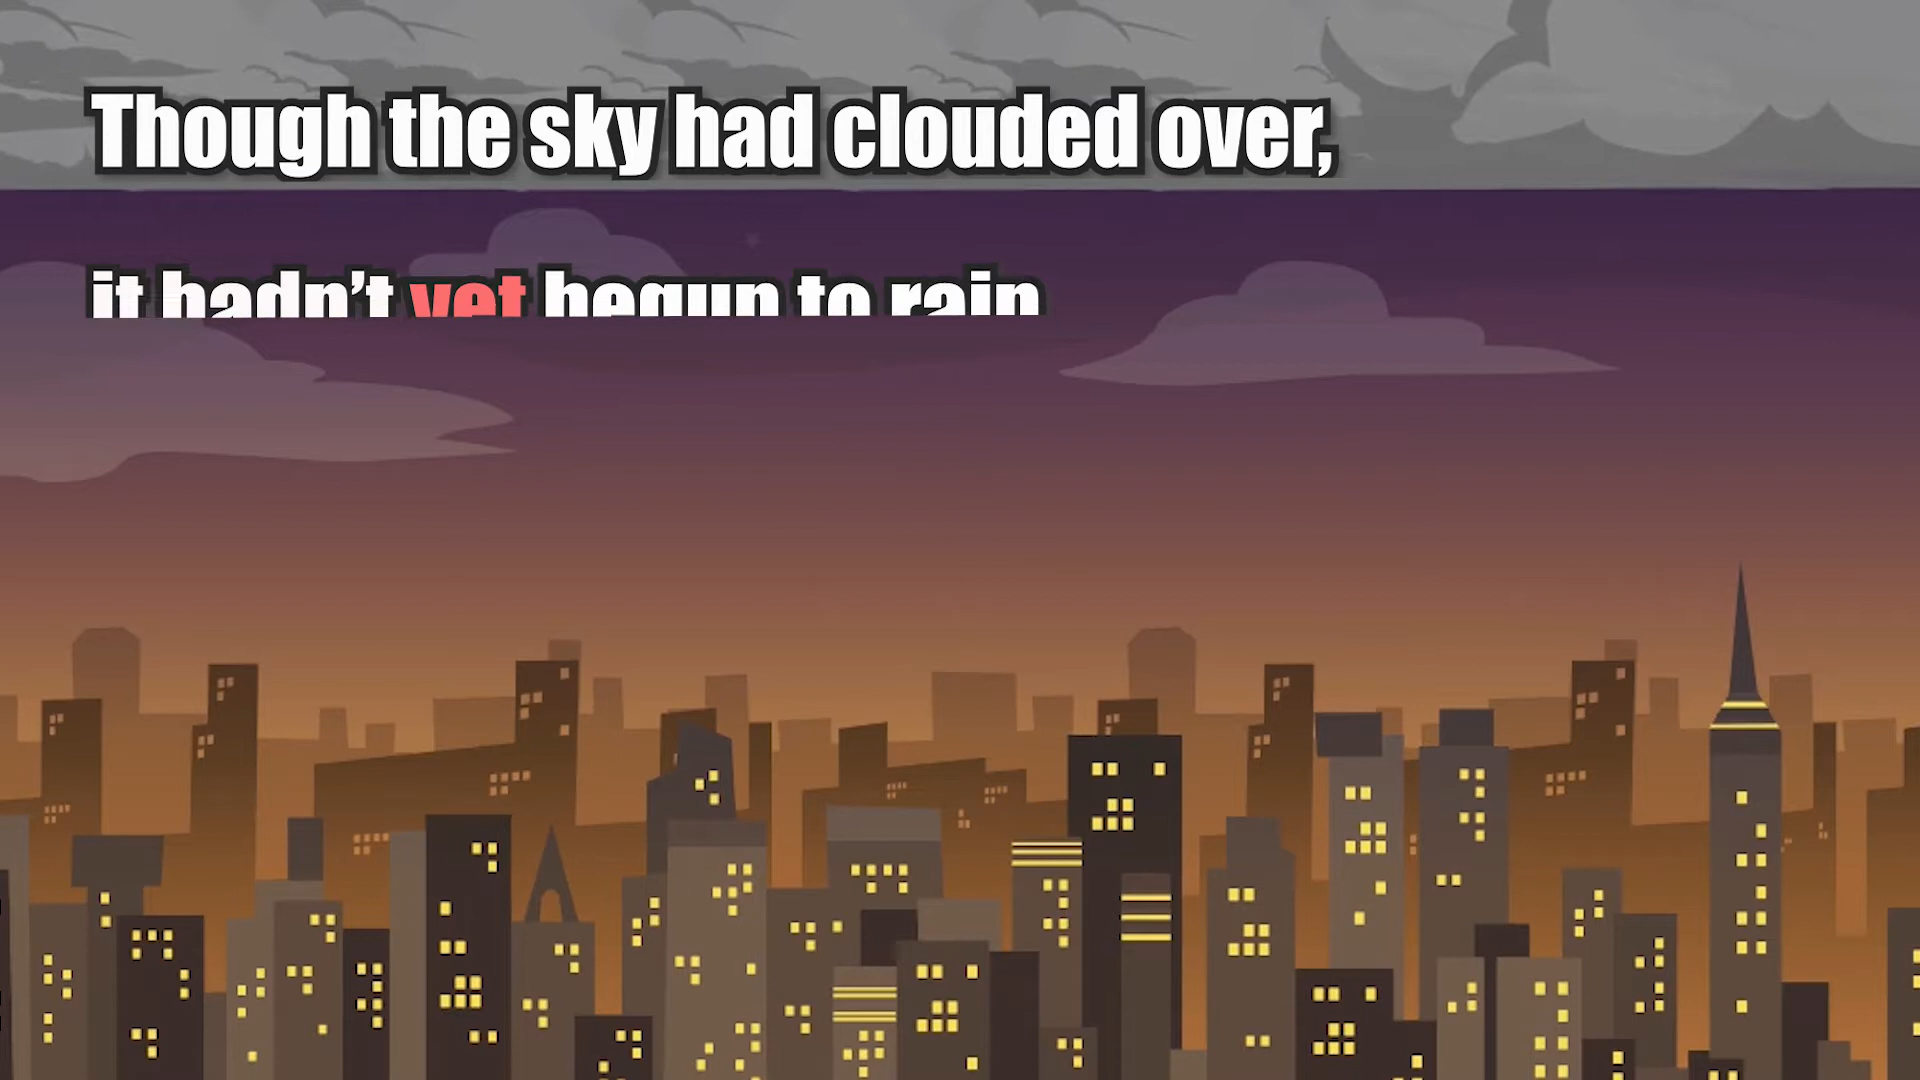 Though the sky had clouded over,
it hadn’t yet begun to rain